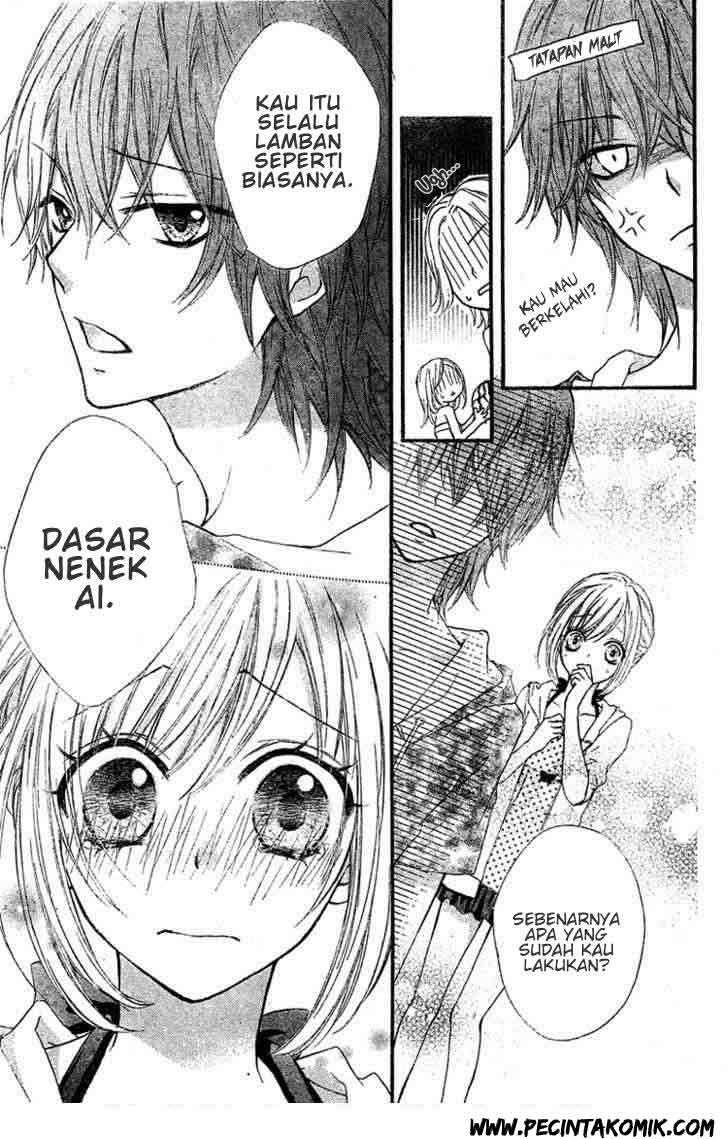 TATAPAN MAUT
KAU MAU
BERKELAHI?
Ugh...
SEBENARNYA
APA YANG
SUDAH KAU
LAKUKAN?
KAU ITU
SELALU
LAMBAN
SEPERTI
BIASANYA.
DASAR
NENEK
AI.
WWW.PECINTAKOMIK.COM